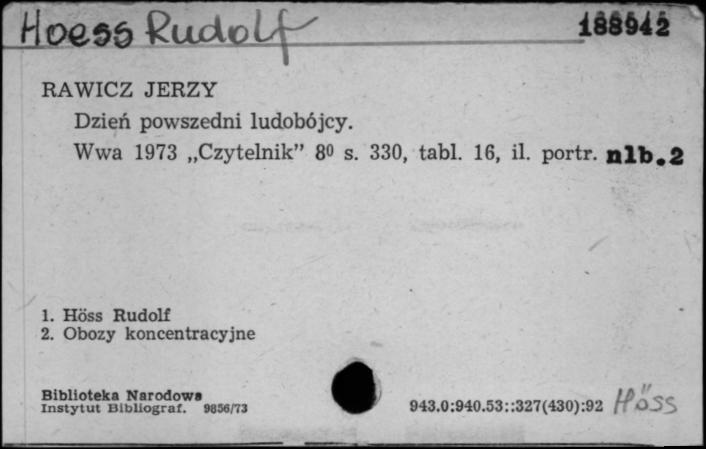 Hoess Rudolf 188942
RAWICZ JERZY
Dzień powszedni ludobójcy.
Wwa 1973 „Czytelnik” 8⁰ s. 330, tabl. 16, il. portr. nlb.2
1. Höss Rudolf
2. Obozy koncentracyjne
Biblioteka Narodowa
Instytut Bibliograf. 9856/73
943.0:940.53::327(430):92 Höss